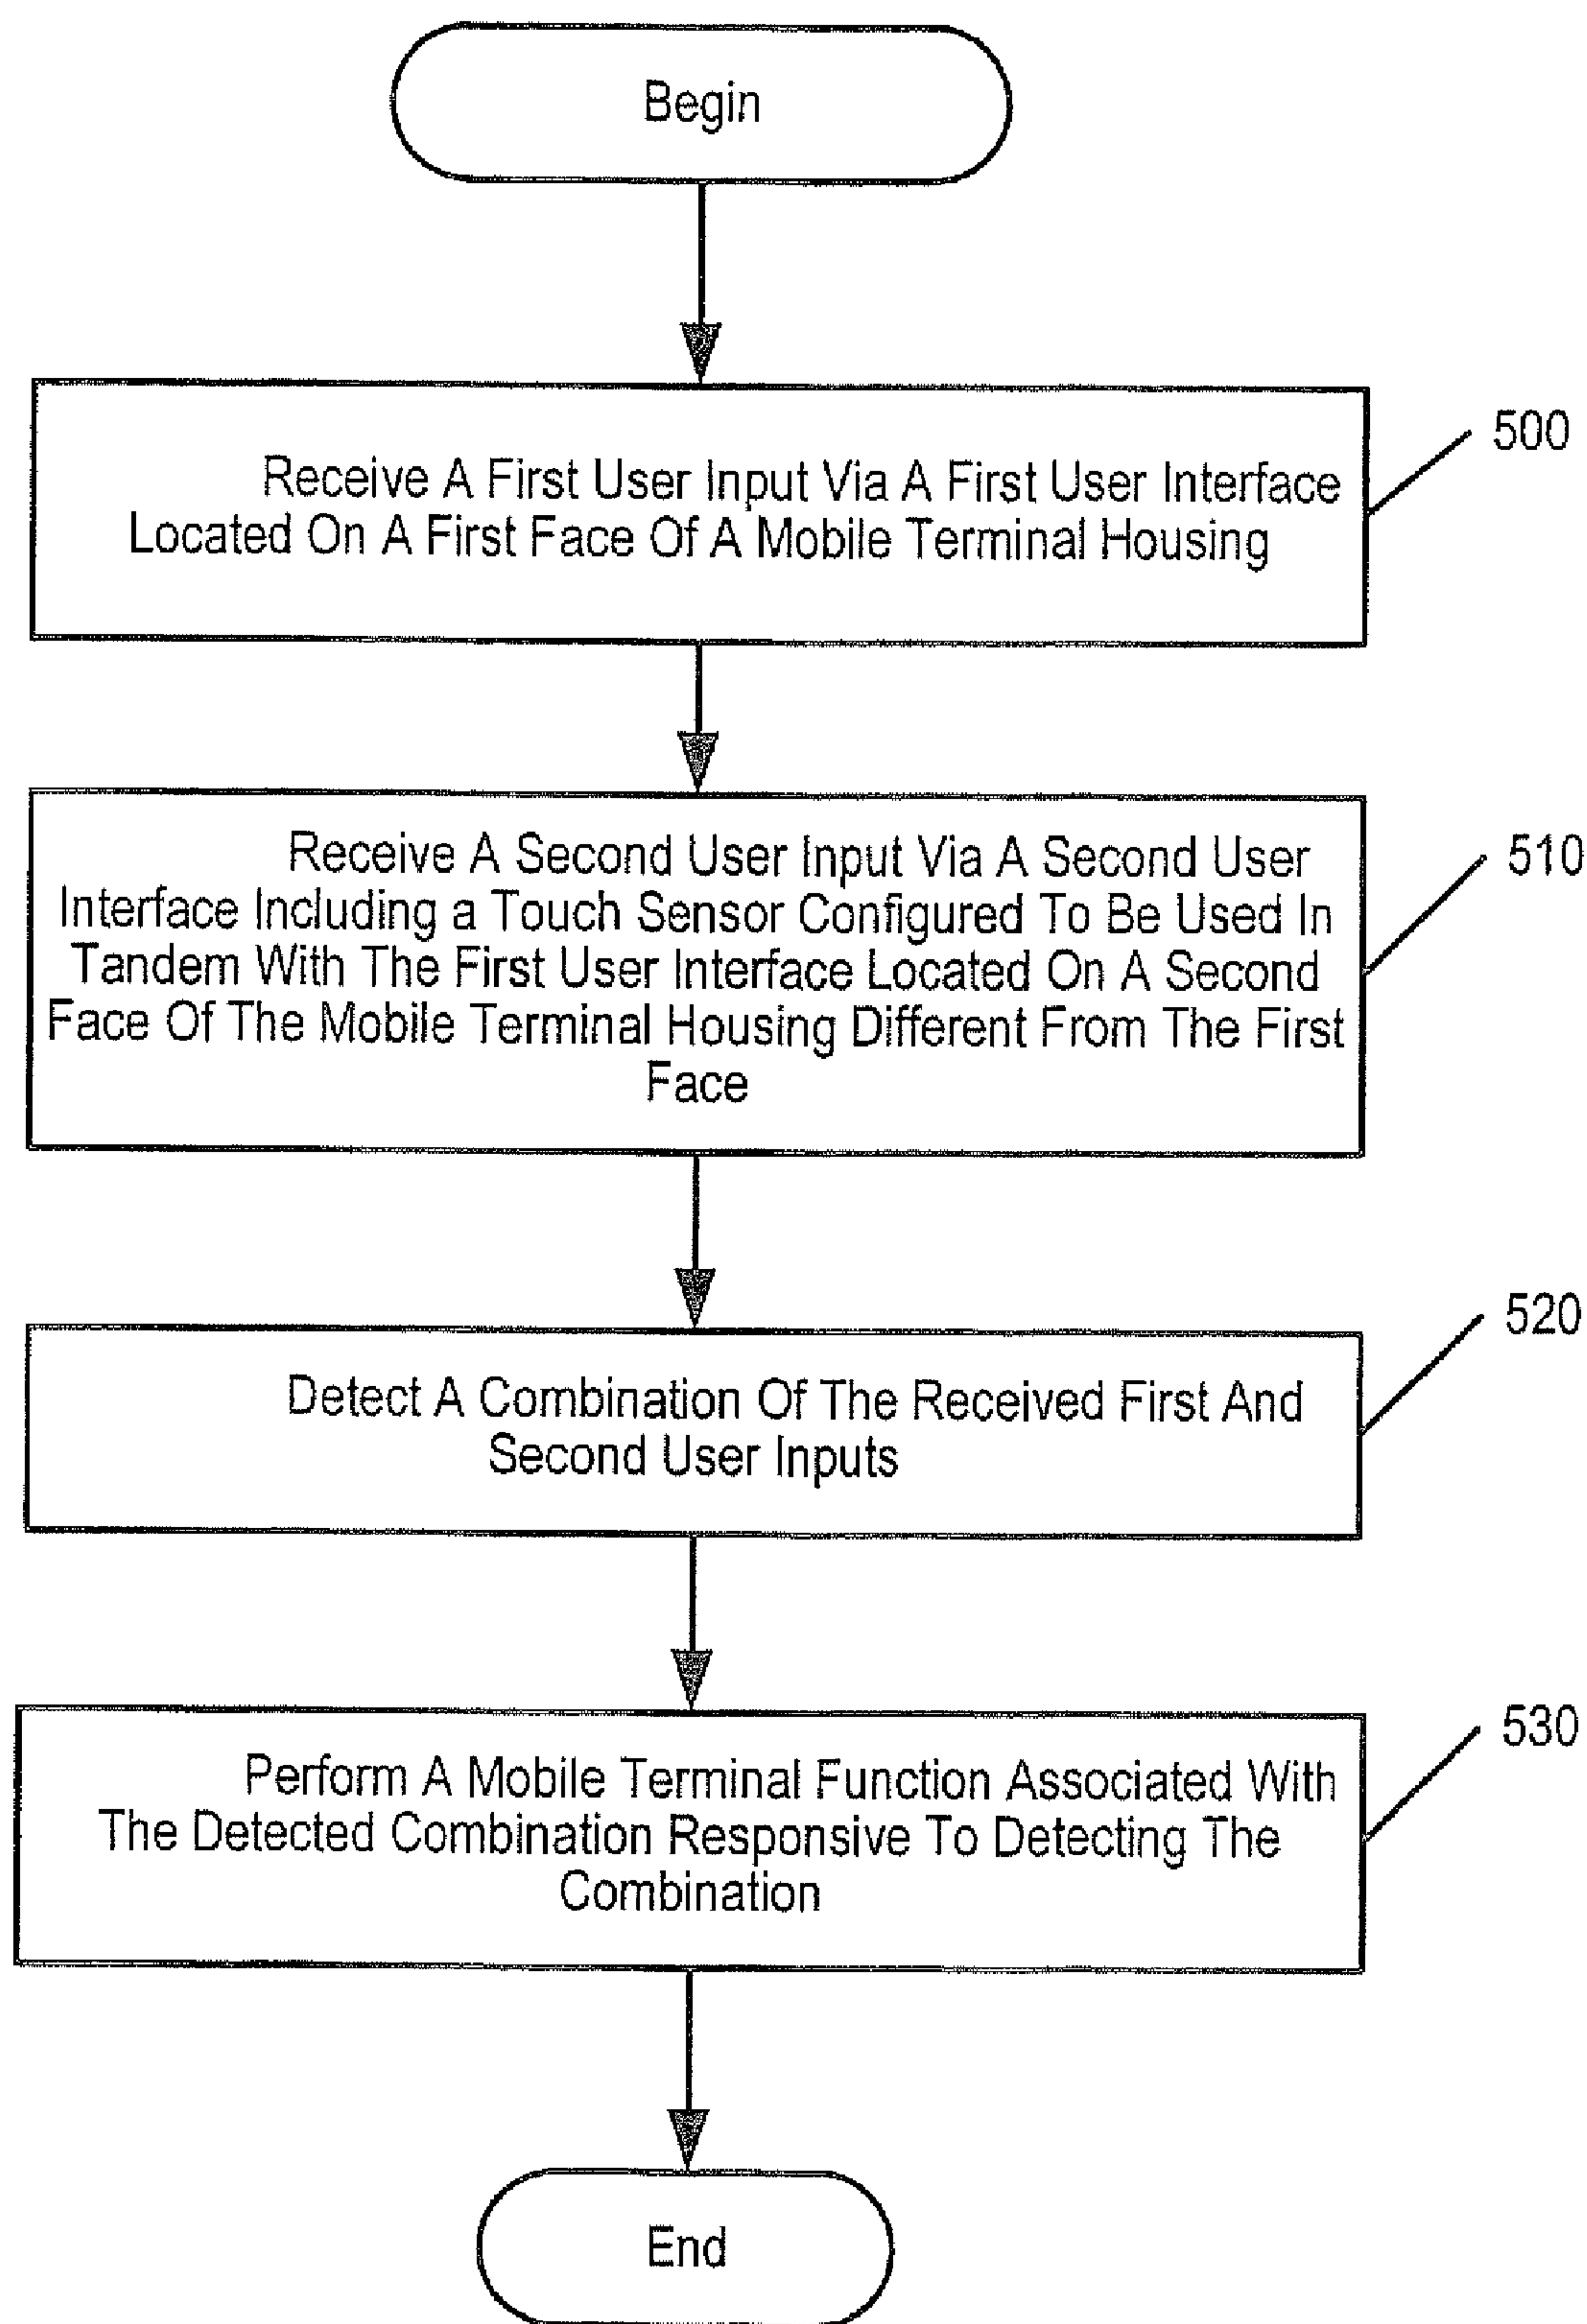 Begin
Receive A First User Input Via A First User Interface
Located On A First Face Of A Mobile Terminal Housing
500
Receive A Second User Input Via A Second User
Interface Including a Touch Sensor Configured To Be Used In
Tandem With The First User Interface Located On A Second
Face Of The Mobile Terminal Housing Different From The First
Face
510
Detect A Combination Of The Received First And
Second User Inputs
520
Perform A Mobile Terminal Function Associated With
The Detected Combination Responsive To Detecting The
Combination
530
End